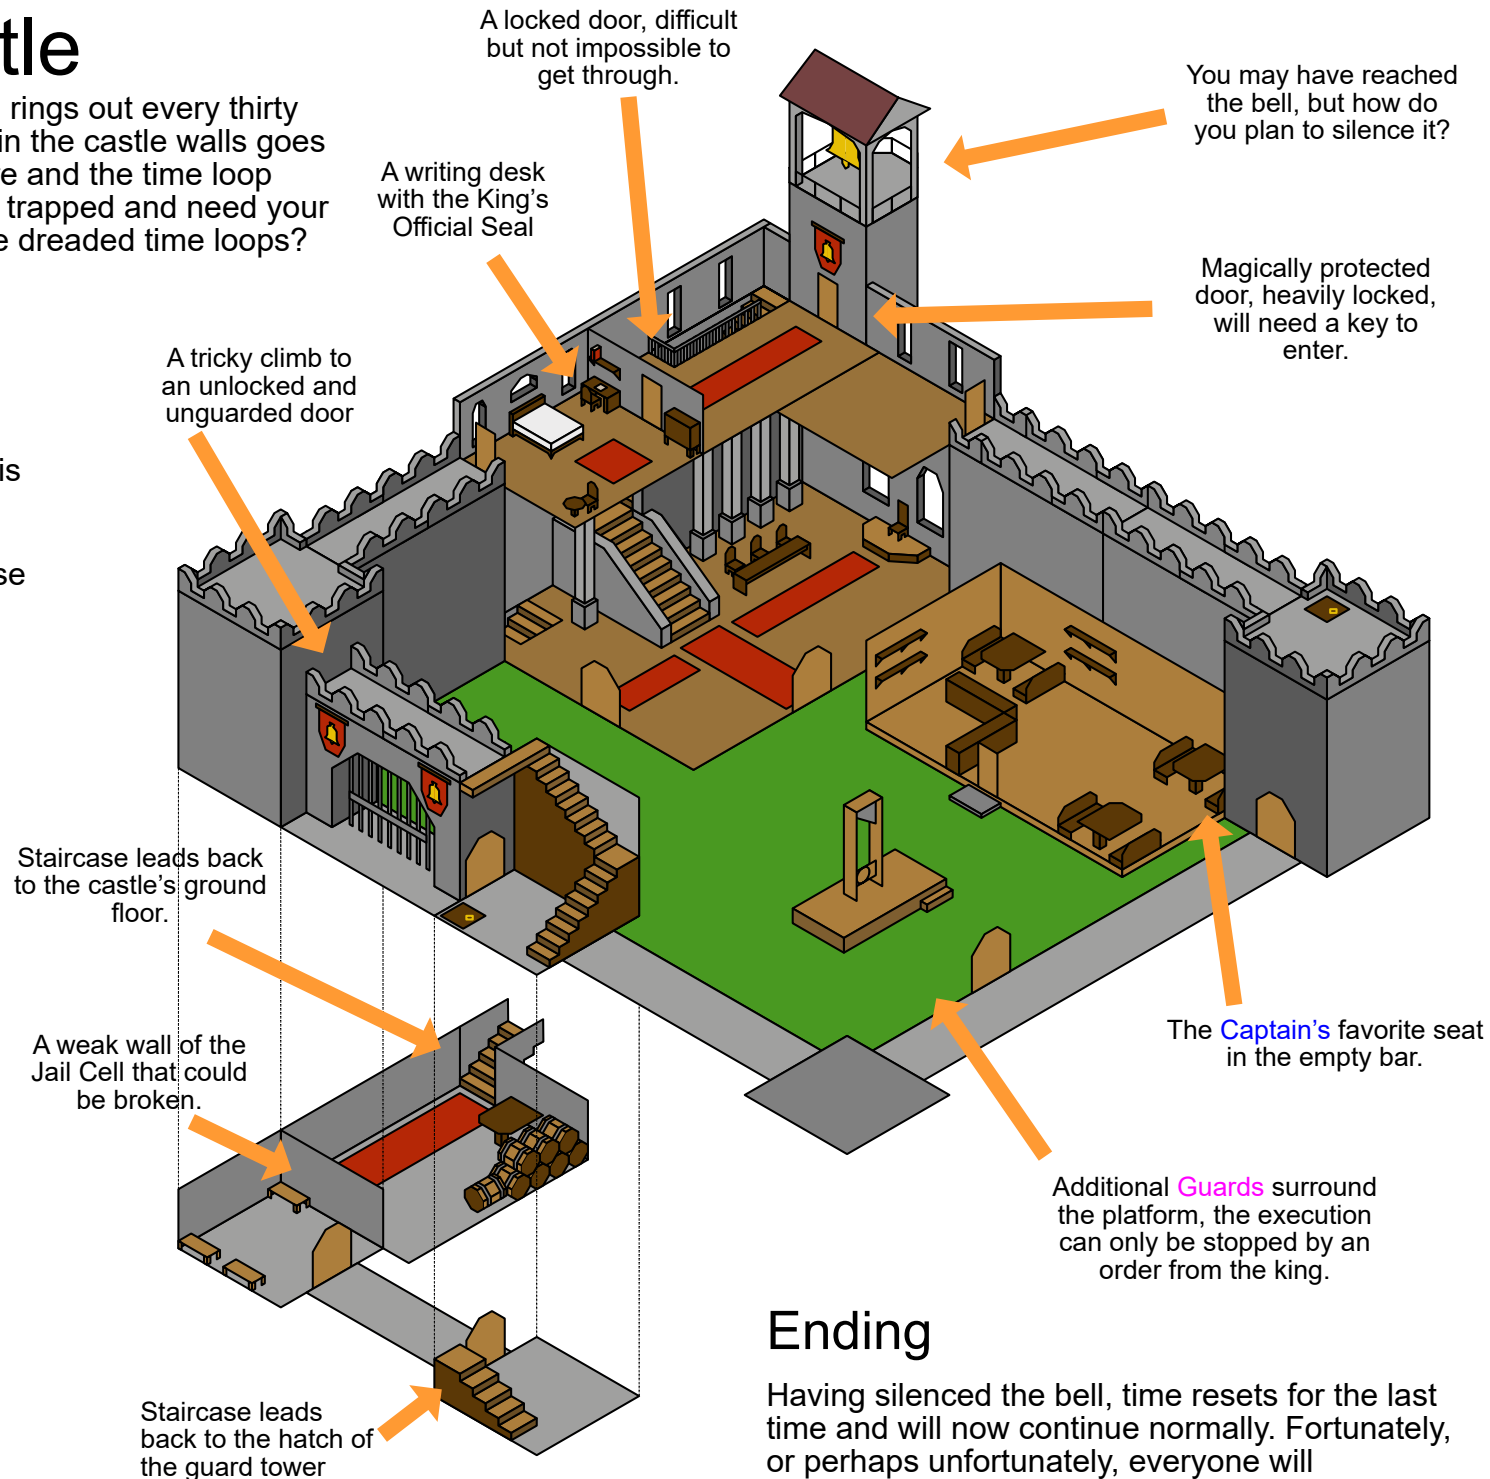 tle
rings out every thirty
in the castle walls goes
e and the time loop
trapped and need your
e dreaded time loops?
is
se
A locked door, difficult
but not impossible to
get through.
You may have reached
the bell, but how do
you plan to silence it?
A writing desk
with the King's
Official Seal
Magically protected
door, heavily locked,
will need a key to
enter.
A tricky climb to
an unlocked and
unguarded door
Staircase leads back
to the castle's ground
floor.
A weak wall of the
Jail Cell that could
be broken.
The Captain's favorite seat
in the empty bar.
Additional Guards surround
the platform, the execution
can only be stopped by an
order from the king.
Staircase leads
back to the hatch of
the guard tower
Ending
Having silenced the bell, time resets for the last
time and will now continue normally. Fortunately,
or perhaps unfortunately, everyone will